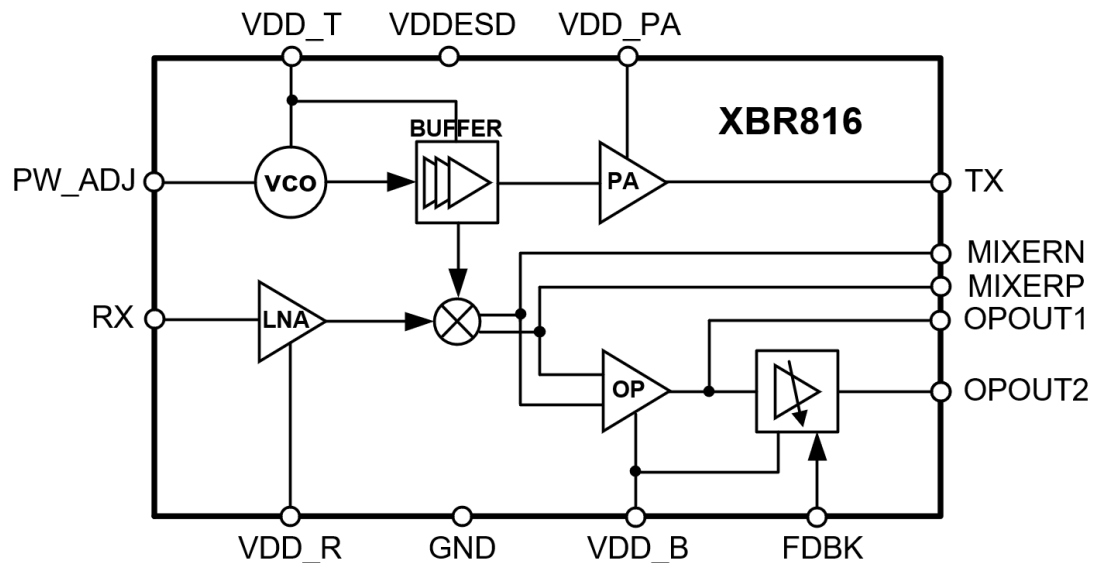 VDD_T VDDESD VDD_PA
XBR816
BUFFER
PW_ADJ VCO PA TX
MIXERN
MIXERP
RX LNA OPOUT1
OP OPOUT2
VDD_R GND VDD_B FDBK